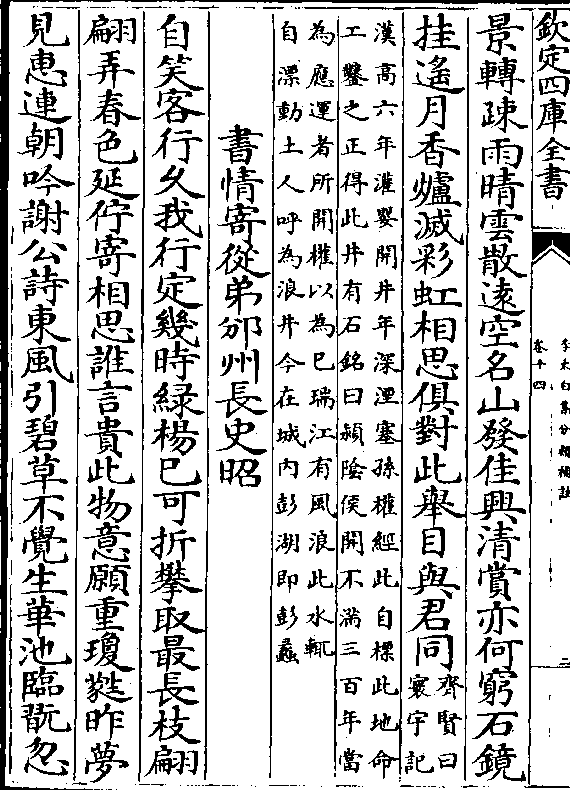 欽定四庫全書
李太白集分類補註
卷十四
二
景轉疎雨晴雲散遠空名山發佳興清賞亦何窮石鏡
挂遙月香爐滅彩虹相思俱對此舉目與君同齊賢曰
寰宇記
漢高六年灌嬰開井年深湮塞孫權經此自標此地命
工鑿之正得此井有石銘曰潁陰侯開不滿三百年當
為應運者所開權以為已瑞江有風浪此水輒
自漂動土人呼為浪井今在城內彭湖即彭蠡
書情寄從弟邠州長史昭
自笑客行久我行定幾時綠楊已可折攀取最長枝翩
翩弄春色延佇寄相思誰言貴此物意願重瓊蕤昨夢
見惠連朝吟謝公詩東風引碧草不覺生華池臨翫忽